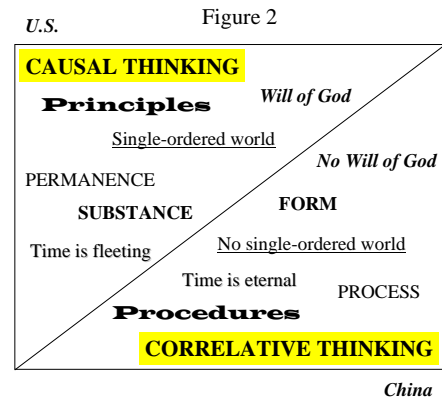 Figure 2
U.S.
CAUSAL THINKING
Principles
Will of God
Single-ordered world
No Will of God
PERMANENCE
SUBSTANCE
FORM
Time is fleeting
No single-ordered world
Time is eternal
PROCESS
Procedures
CORRELATIVE THINKING
China